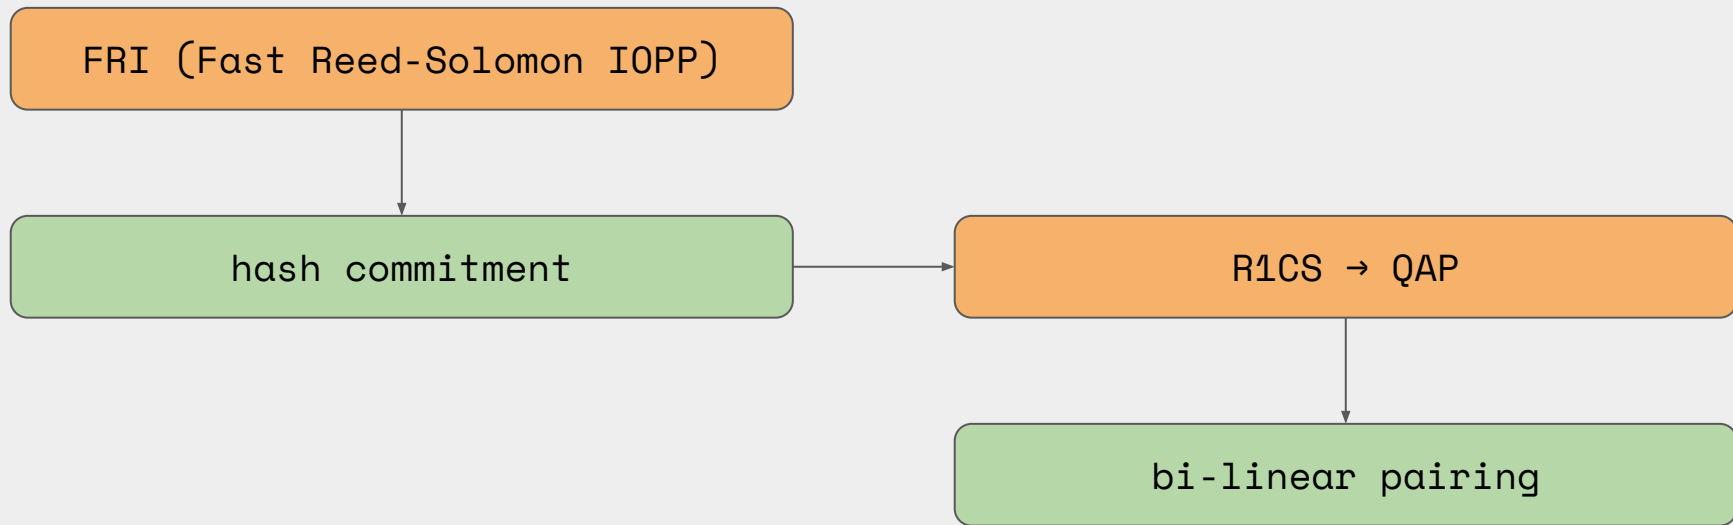 FRI (Fast Reed-Solomon IOPP)
hash commitment
R1CS → QAP
bi-linear pairing